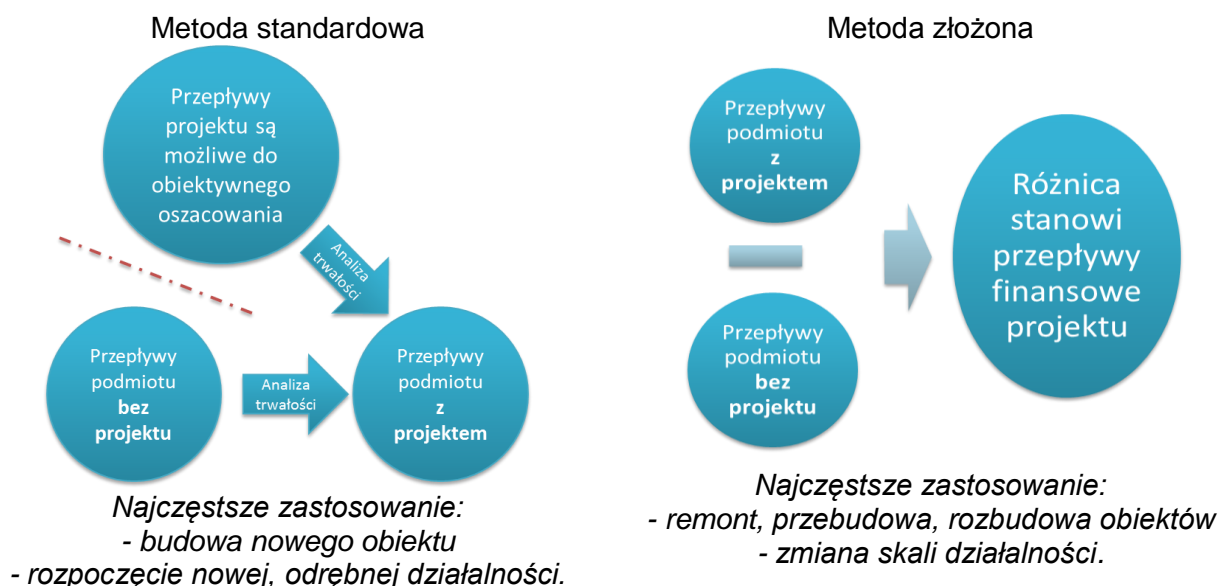 Metoda standardowa
Przepływy
projektu są
możliwe do
obiektywnego
oszacowania
Analiza
trwałości
Przepływy
podmiotu
bez
projektu
Analiza
trwałości
Przepływy
podmiotu
z
projektem
Najczęstsze zastosowanie:
- budowa nowego obiektu
- rozpoczęcie nowej, odrębnej działalności.
Metoda złożona
Przepływy
podmiotu
z
projektem
Przepływy
podmiotu
bez
projektu
Różnica
stanowi
przepływy
finansowe
projektu
Najczęstsze zastosowanie:
- remont, przebudowa, rozbudowa obiektów
- zmiana skali działalności.